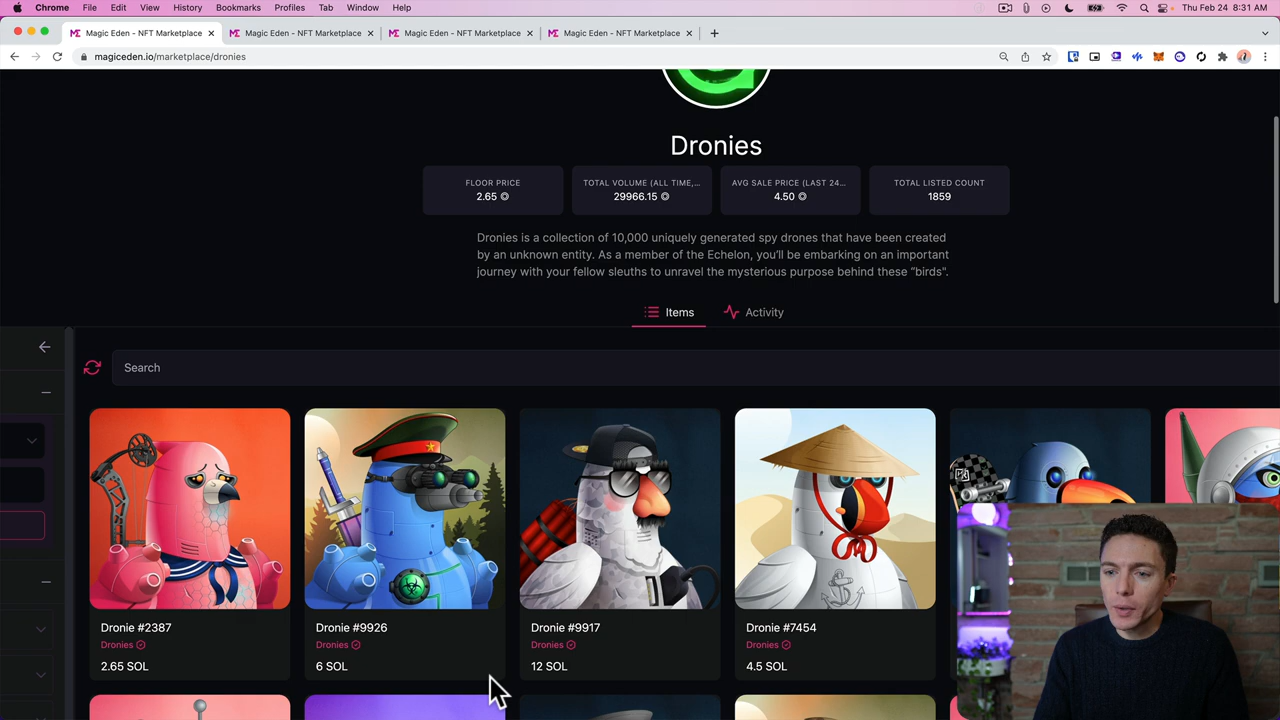 Chrome File Edit View History Bookmarks Profiles Tab Window Help Thu Feb 24 8:31 AM
Magic Eden - NFT Marketplace Magic Eden - NFT Marketplace Magic Eden - NFT Marketplace Magic Eden - NFT Marketplace
magiceden.io/marketplace/dronies
Dronies
FLOOR PRICE TOTAL VOLUME (ALL TIME,... AVG SALE PRICE (LAST 24... TOTAL LISTED COUNT
2.65 29966.15 4.50 1859
Dronies is a collection of 10,000 uniquely generated spy drones that have been created
by an unknown entity. As a member of the Echelon, you'll be embarking on an important
journey with your fellow sleuths to unravel the mysterious purpose behind these "birds".
Items Activity
Search
Dronie #2387 Dronie #9926 Dronie #9917 Dronie #7454
Dronies Dronies Dronies Dronies
2.65 SOL 6 SOL 12 SOL 4.5 SOL